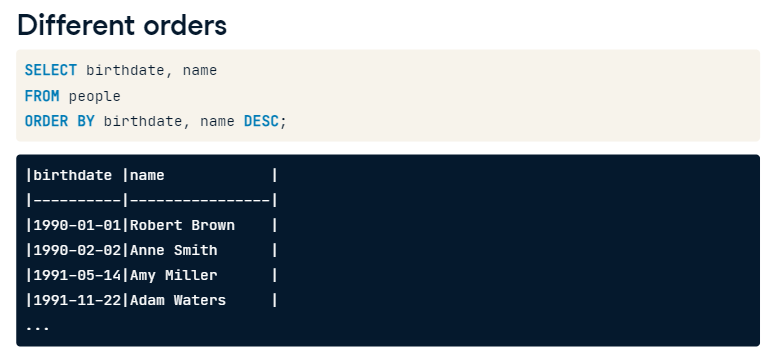 Different orders
SELECT birthdate, name
FROM people
ORDER BY birthdate, name DESC;
|birthdate |name            |
|----------|----------------|
|1990-01-01|Robert Brown    |
|1990-02-02|Anne Smith      |
|1991-05-14|Amy Miller      |
|1991-11-22|Adam Waters     |
...